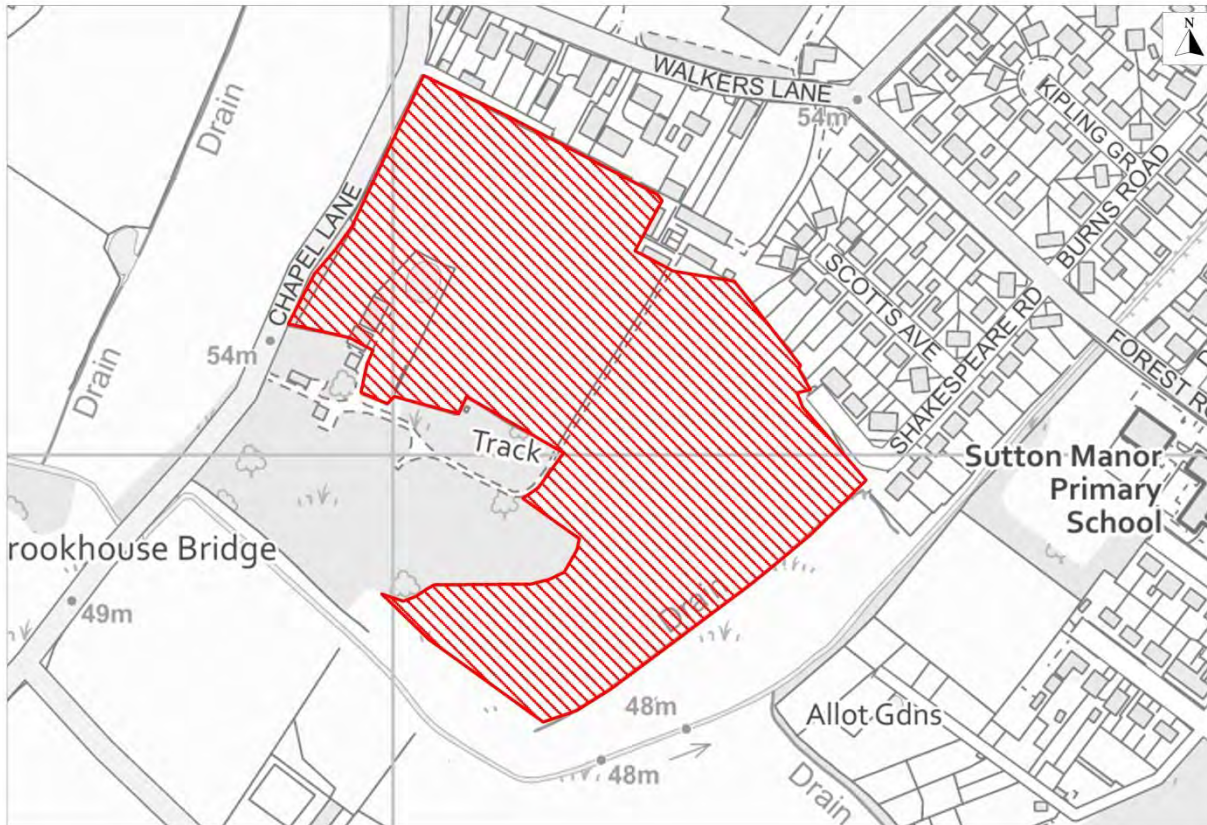 N
WALKERS LANE
54m
KIPLING GR
BURNS ROAD
Drain
CHAPEL LANE
SCOTTS AVE
SHAKESPEARE RD
54m
Drain
FOREST RO
Track
Sutton Manor
Primary
School
rookhouse Bridge
49m
Drain
48m
Allot Gdns
48m
Drain